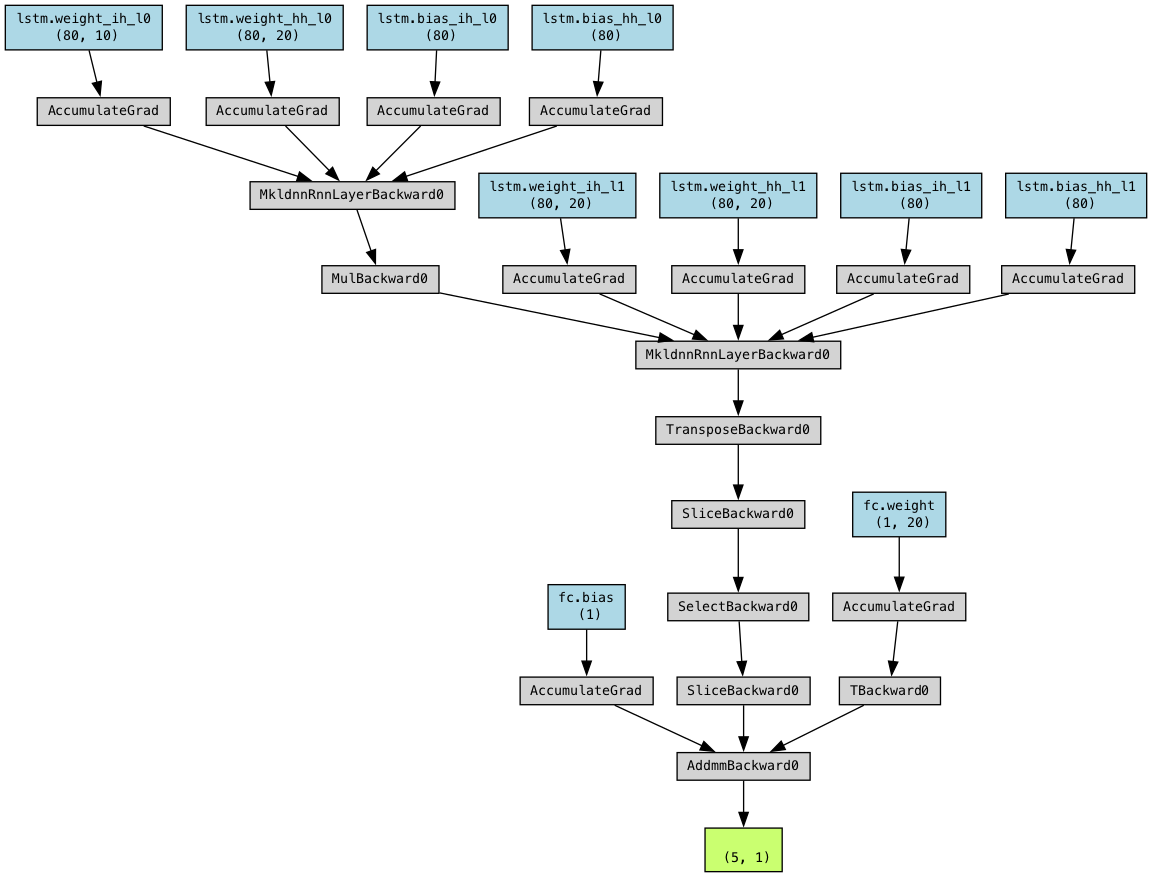 lstm.weight_ih_l0
(80, 10)
lstm.weight_hh_l0
(80, 20)
lstm.bias_ih_l0
(80)
lstm.bias_hh_l0
(80)
AccumulateGrad
AccumulateGrad
AccumulateGrad
AccumulateGrad
MkldnnRnnLayerBackward0
lstm.weight_ih_l1
(80, 20)
lstm.weight_hh_l1
(80, 20)
lstm.bias_ih_l1
(80)
lstm.bias_hh_l1
(80)
MulBackward0
AccumulateGrad
AccumulateGrad
AccumulateGrad
AccumulateGrad
MkldnnRnnLayerBackward0
TransposeBackward0
SliceBackward0
fc.weight
(1, 20)
fc.bias
(1)
SelectBackward0
AccumulateGrad
AccumulateGrad
SliceBackward0
TBackward0
AddmmBackward0
(5, 1)